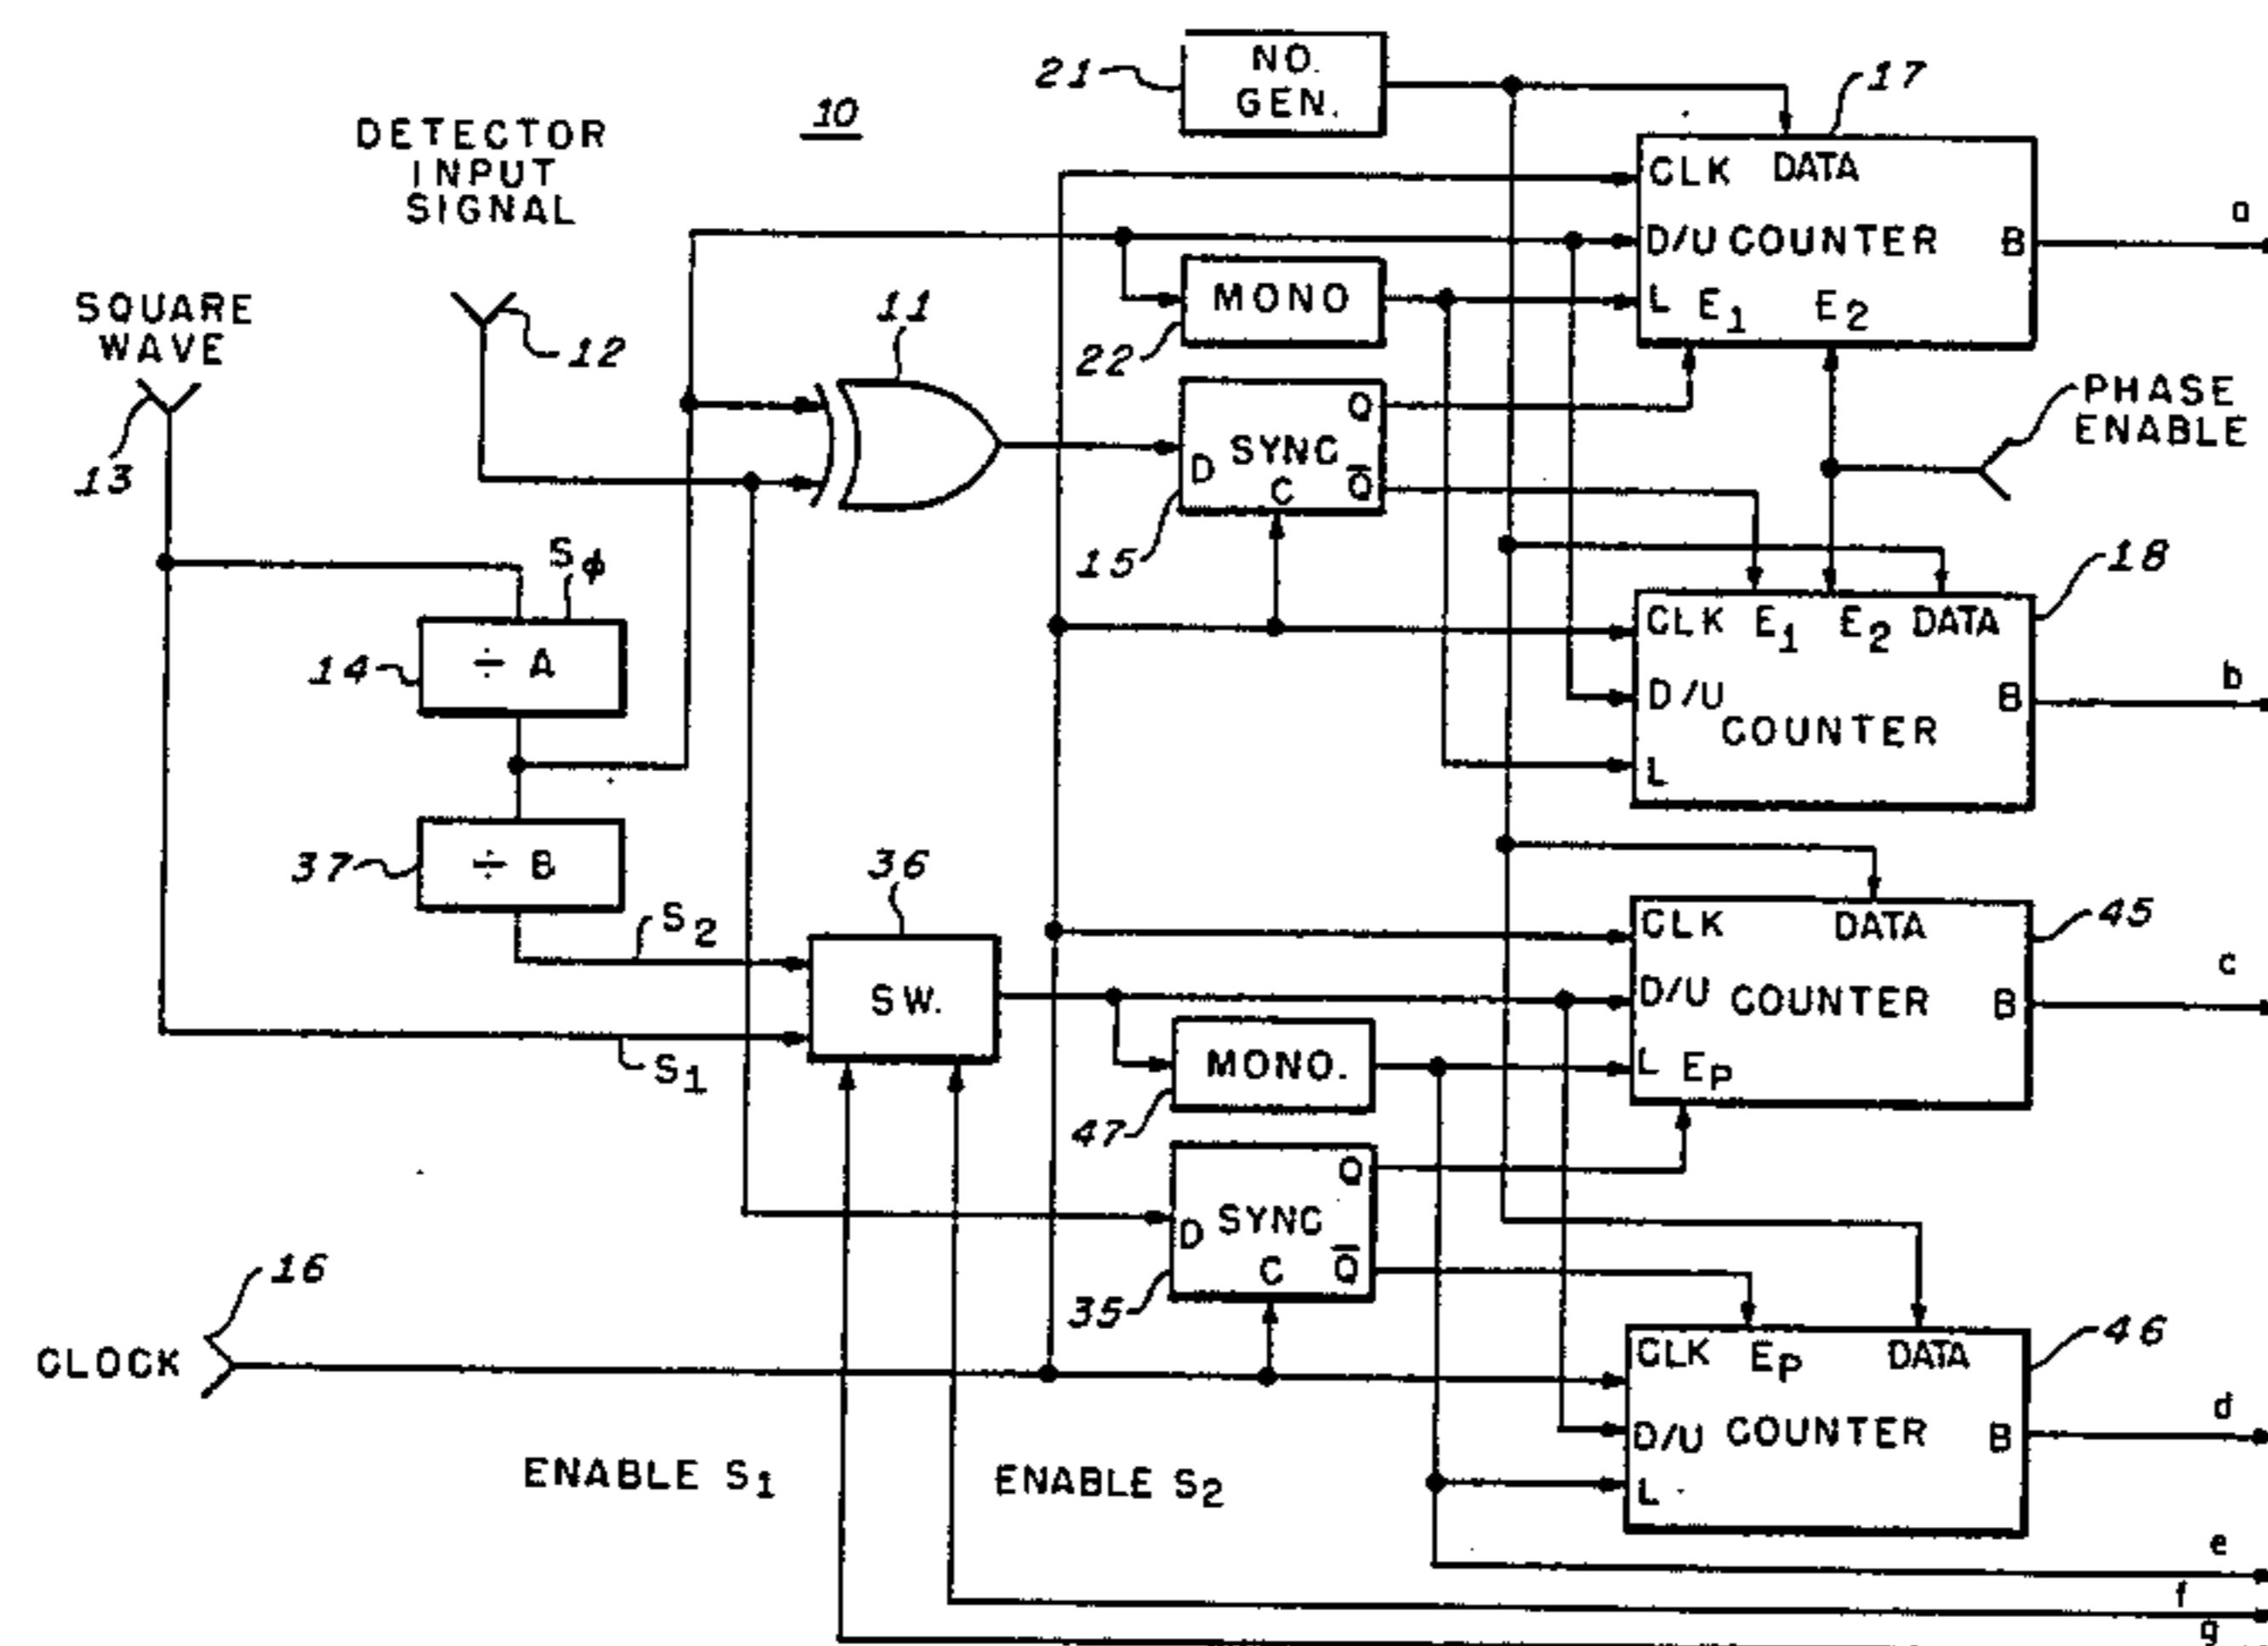 21
NO.
GEN.
17
10
DETECTOR
INPUT
SIGNAL
CLK DATA
D/U COUNTER B
L E1 E2
a
SQUARE
WAVE
12
11
MONO
22
PHASE
ENABLE
13
Q
SYNC
D
C Q̅
15
Sϕ
18
14
÷ A
CLK E1 E2 DATA
D/U B
COUNTER
L
b
37
÷ B
36
S2
SW.
S1
CLK DATA
D/U COUNTER B
L EP
45
c
MONO.
47
Q
SYNC
D
C Q̅
35
16
CLOCK
46
CLK EP DATA
D/U COUNTER B
L
d
ENABLE S1
ENABLE S2
e
f
g